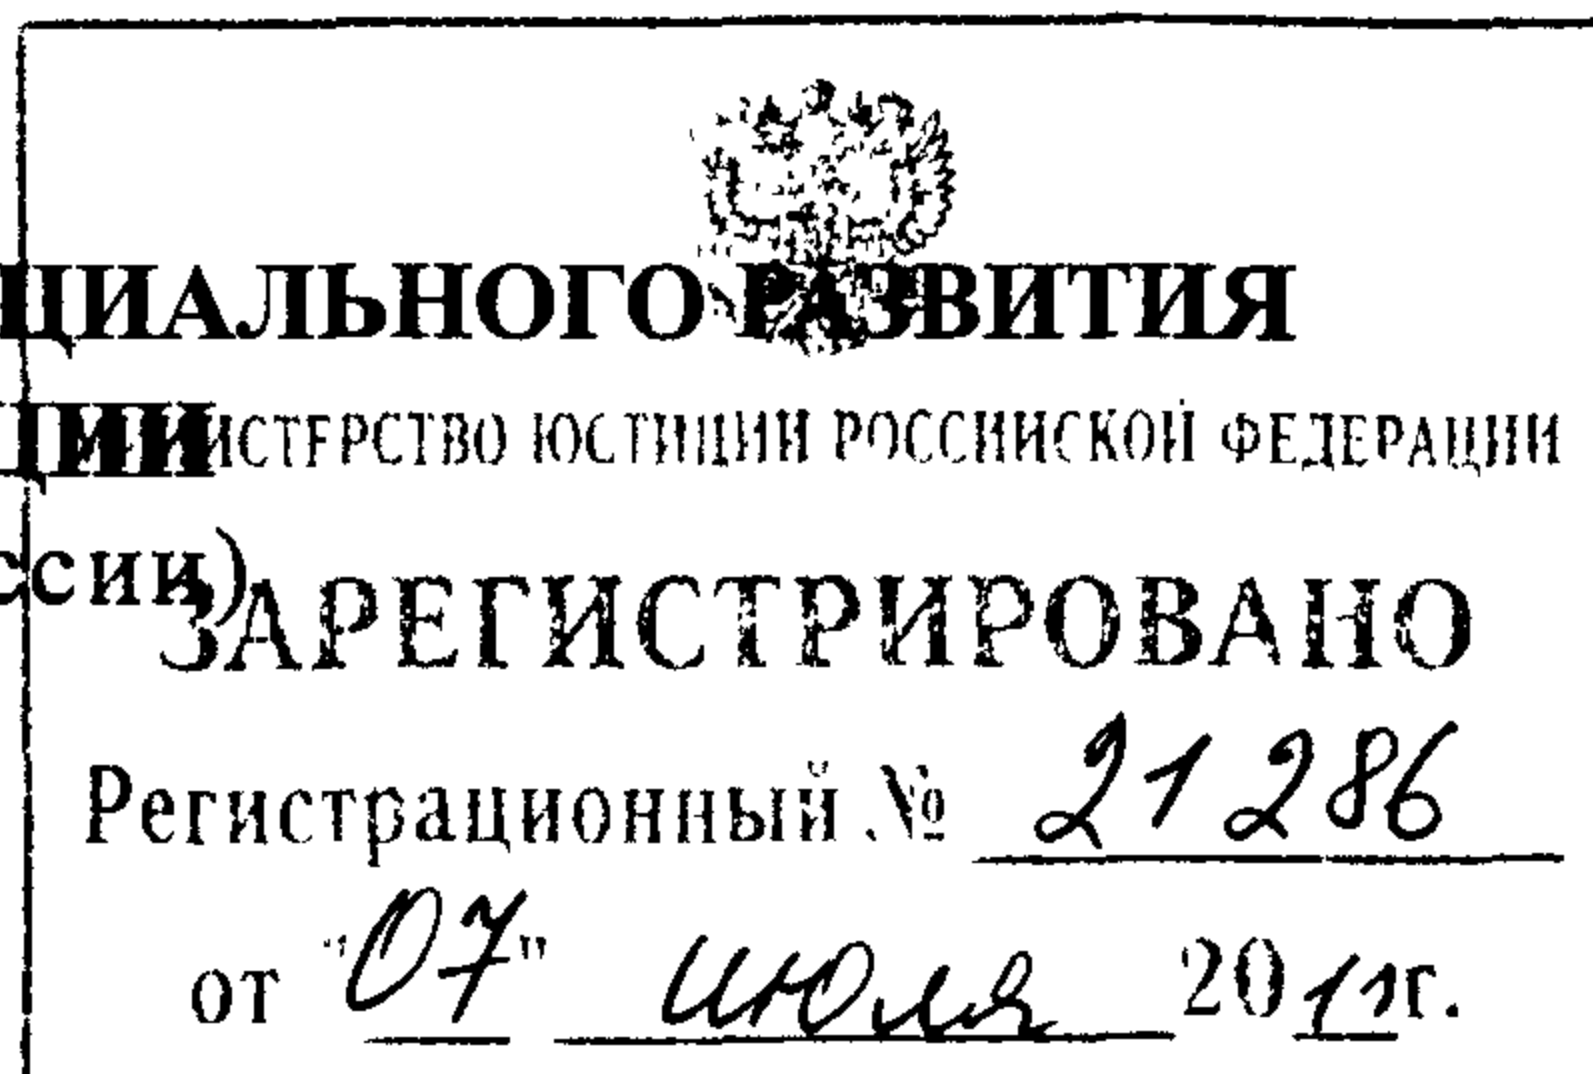 ЦИАЛЬНОГО РАЗВИТИЯ
ЦИИ
МИНИСТЕРСТВО ЮСТИЦИИ РОССИЙСКОЙ ФЕДЕРАЦИИ
ссии)
ЗАРЕГИСТРИРОВАНО
Регистрационный № 21286
от "07" июля 2011г.